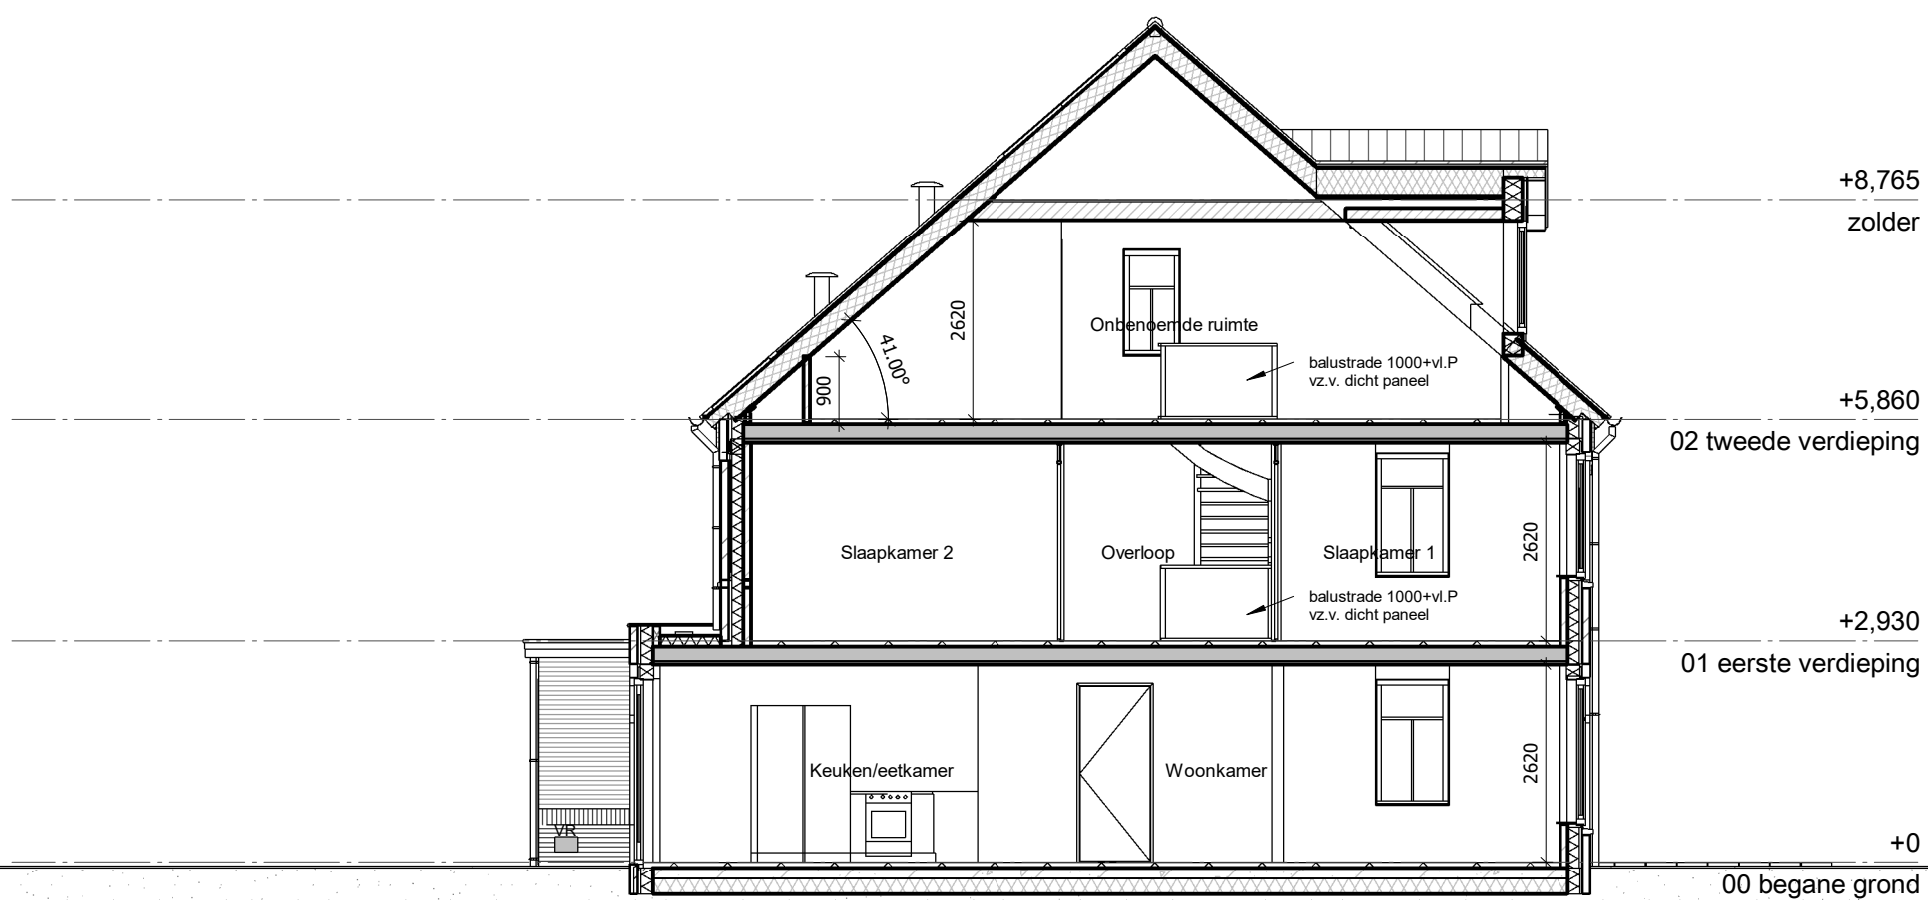 +8,765
zolder
2620
Onbenoemde ruimte
41.00°
900
balustrade 1000+vl.P
vz.v. dicht paneel
+5,860
02 tweede verdieping
Slaapkamer 2
Overloop
Slaapkamer 1
2620
balustrade 1000+vl.P
vz.v. dicht paneel
+2,930
01 eerste verdieping
Keuken/eetkamer
Woonkamer
2620
VR
+0
00 begane grond